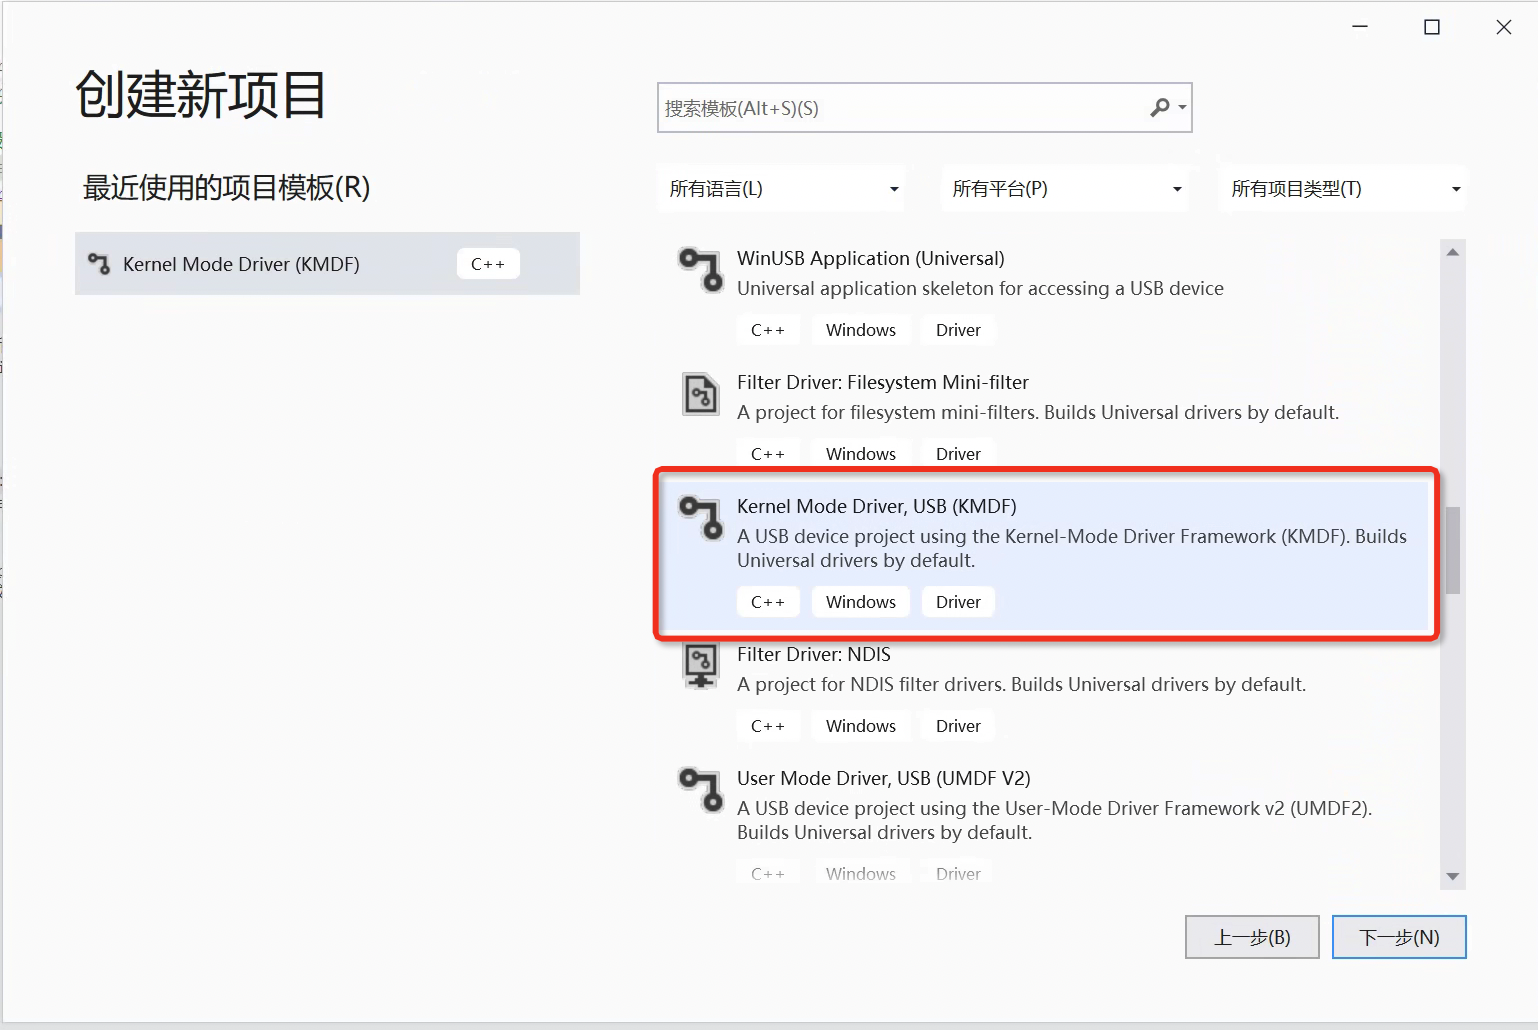 创建新项目
搜索模板(Alt+S)(S)
最近使用的项目模板(R)
所有语言(L)
所有平台(P)
所有项目类型(T)
Kernel Mode Driver (KMDF)
C++
WinUSB Application (Universal)
Universal application skeleton for accessing a USB device
C++ Windows Driver
Filter Driver: Filesystem Mini-filter
A project for filesystem mini-filters. Builds Universal drivers by default.
C++ Windows Driver
Kernel Mode Driver, USB (KMDF)
A USB device project using the Kernel-Mode Driver Framework (KMDF). Builds
Universal drivers by default.
C++ Windows Driver
Filter Driver: NDIS
A project for NDIS filter drivers. Builds Universal drivers by default.
C++ Windows Driver
User Mode Driver, USB (UMDF V2)
A USB device project using the User-Mode Driver Framework v2 (UMDF2).
Builds Universal drivers by default.
C++ Windows Driver
上一步(B)
下一步(N)